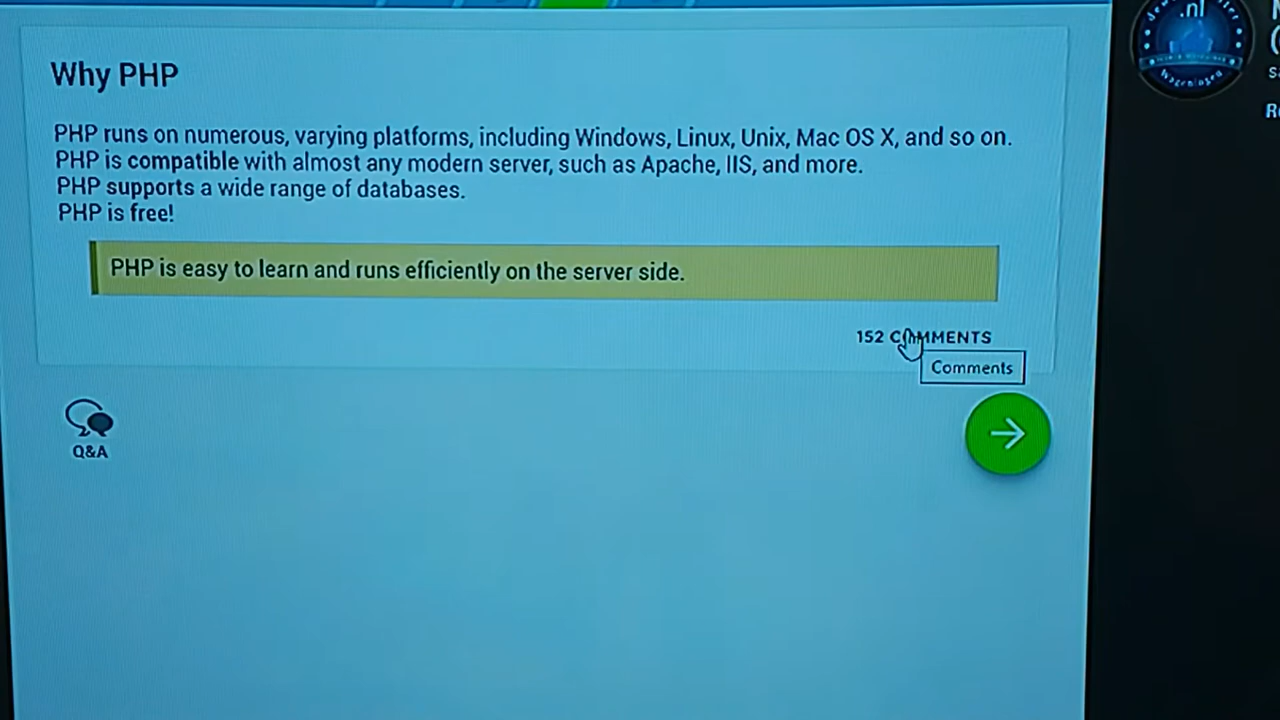 .nl
Why PHP
PHP runs on numerous, varying platforms, including Windows, Linux, Unix, Mac OS X, and so on.
PHP is compatible with almost any modern server, such as Apache, IIS, and more.
PHP supports a wide range of databases.
PHP is free!
PHP is easy to learn and runs efficiently on the server side.
152 COMMENTS
Comments
Q&A